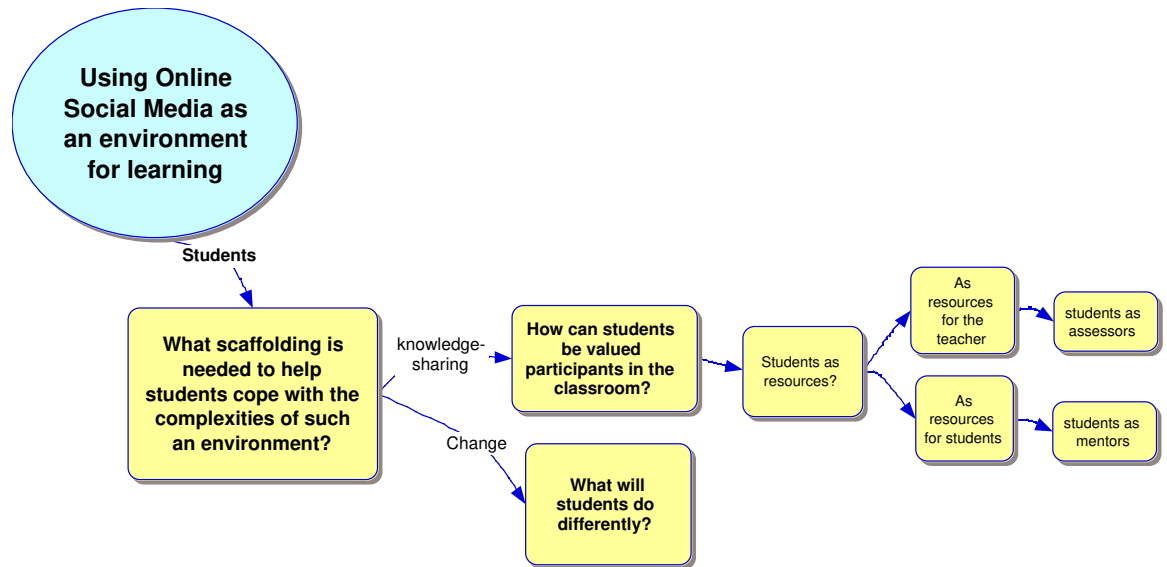 Using Online
Social Media as
an environment
for learning
Students
What scaffolding is
needed to help
students cope with the
complexities of such
an environment?
knowledge-
sharing
How can students
be valued
participants in the
classroom?
Students as
resources?
As
resources
for the
teacher
students as
assessors
As
resources
for students
students as
mentors
Change
What will
students do
differently?